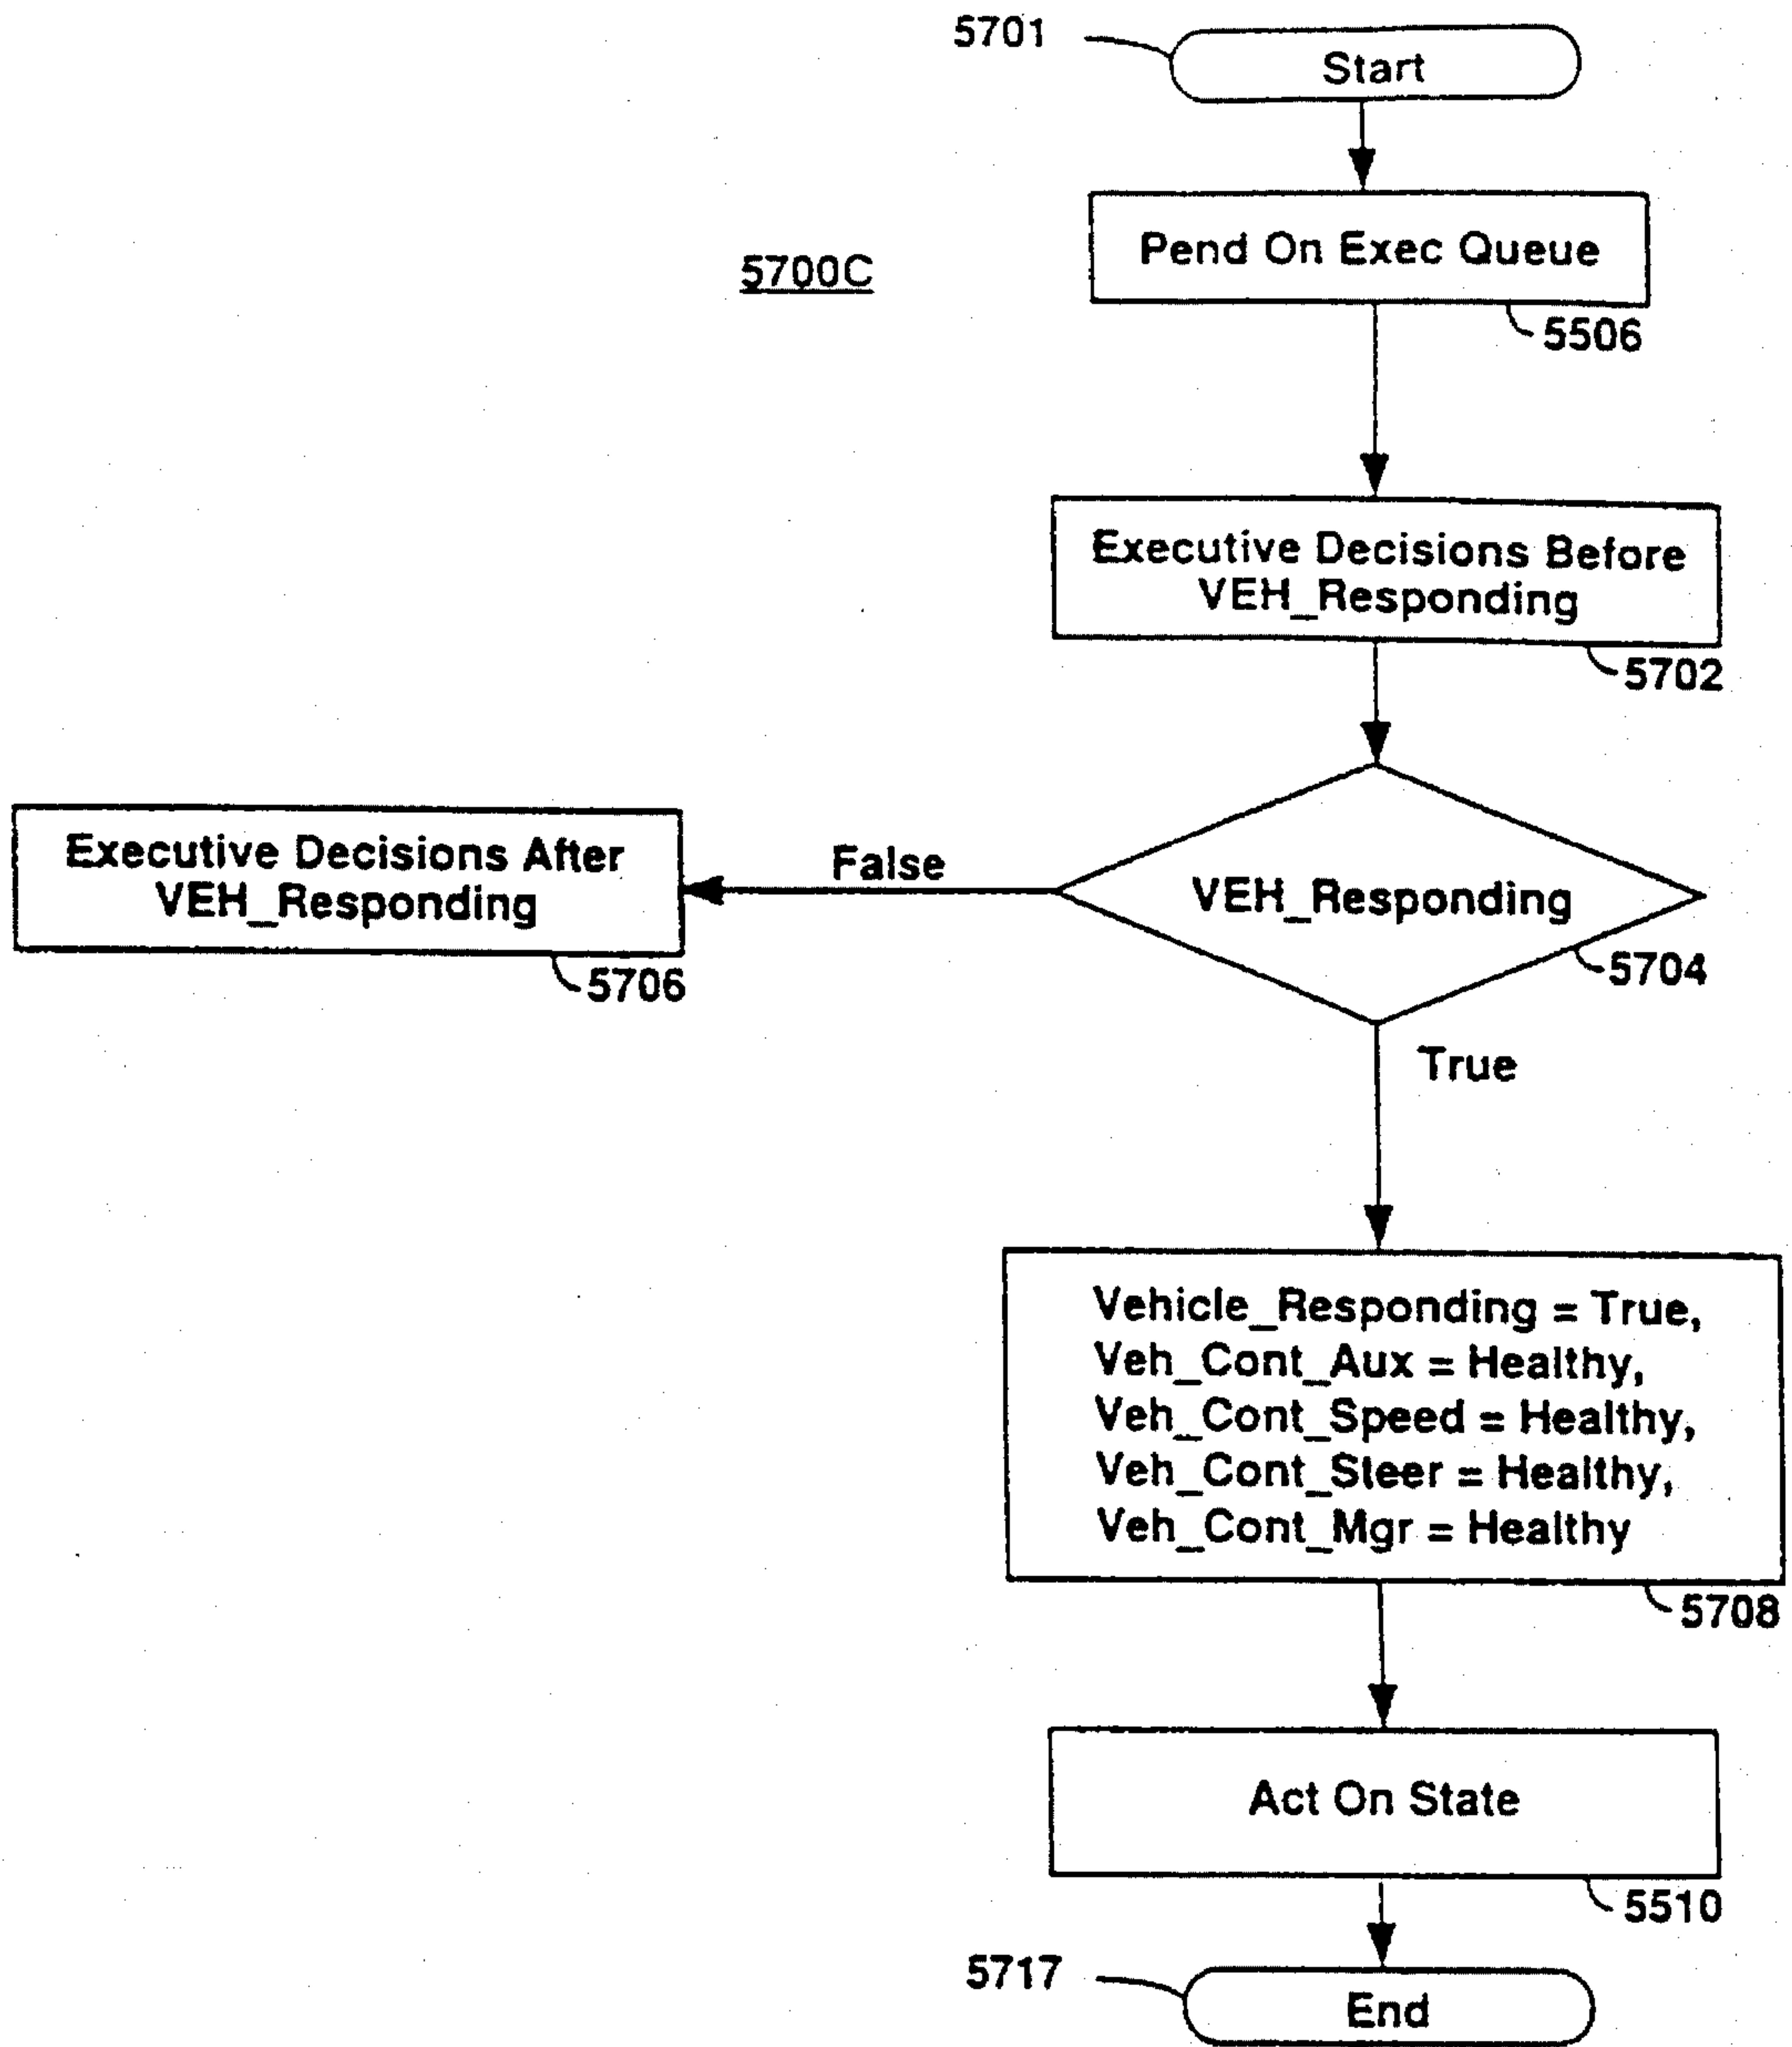 5701
Start
Pend On Exec Queue
5700C
5506
Executive Decisions Before
VEH_Responding
5702
Executive Decisions After
VEH_Responding
5706
False
VEH_Responding
5704
True
Vehicle_Responding = True,
Veh_Cont_Aux = Healthy,
Veh_Cont_Speed = Healthy,
Veh_Cont_Steer = Healthy,
Veh_Cont_Mgr = Healthy
5708
Act On State
5510
5717
End